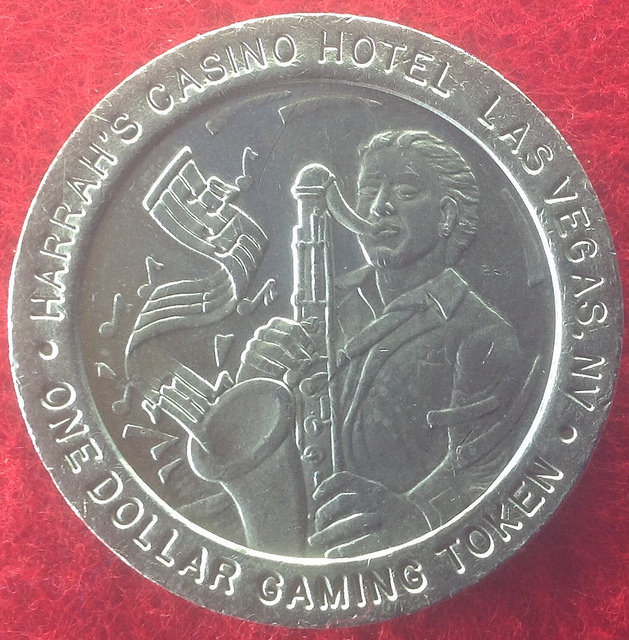 HARRAH'S CASINO HOTEL LAS VEGAS, NV
• ONE DOLLAR GAMING TOKEN •